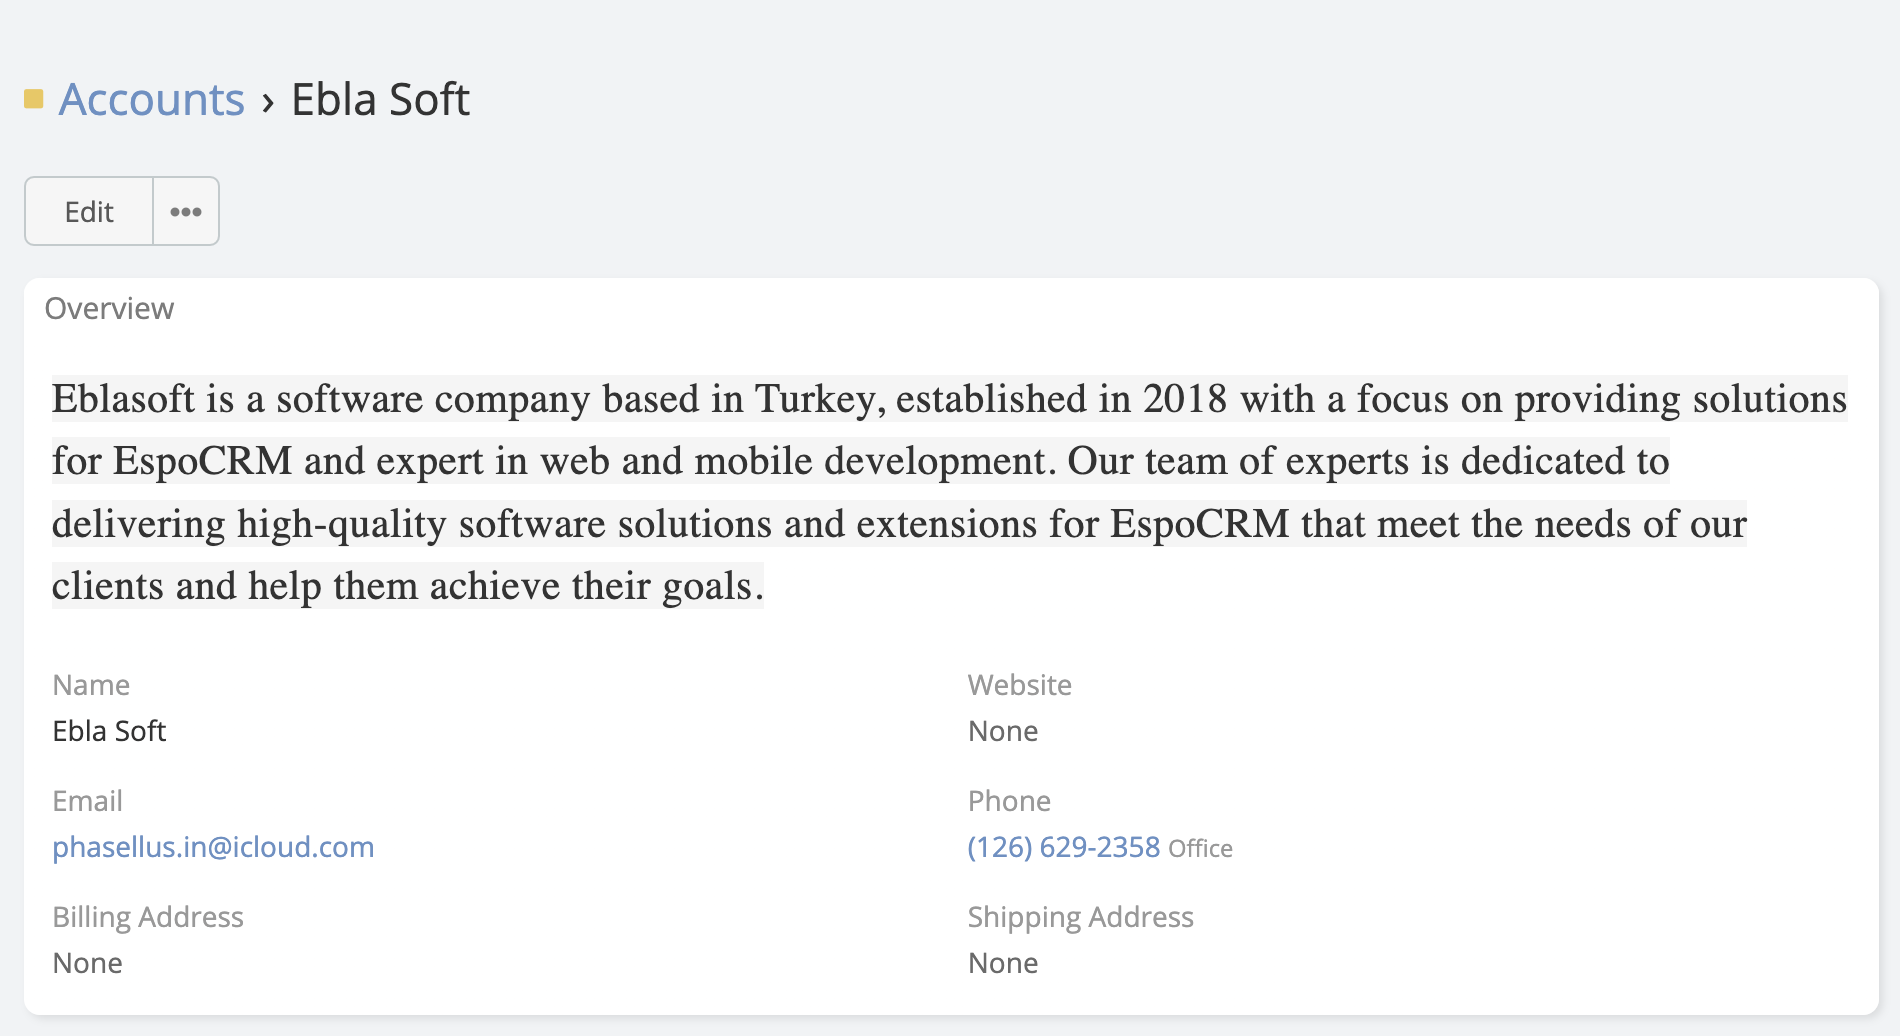 Accounts › Ebla Soft
Edit •••
Overview
Eblasoft is a software company based in Turkey, established in 2018 with a focus on providing solutions
for EspoCRM and expert in web and mobile development. Our team of experts is dedicated to
delivering high-quality software solutions and extensions for EspoCRM that meet the needs of our
clients and help them achieve their goals.
Name Website
Ebla Soft None
Email Phone
phasellus.in@icloud.com (126) 629-2358 Office
Billing Address Shipping Address
None None